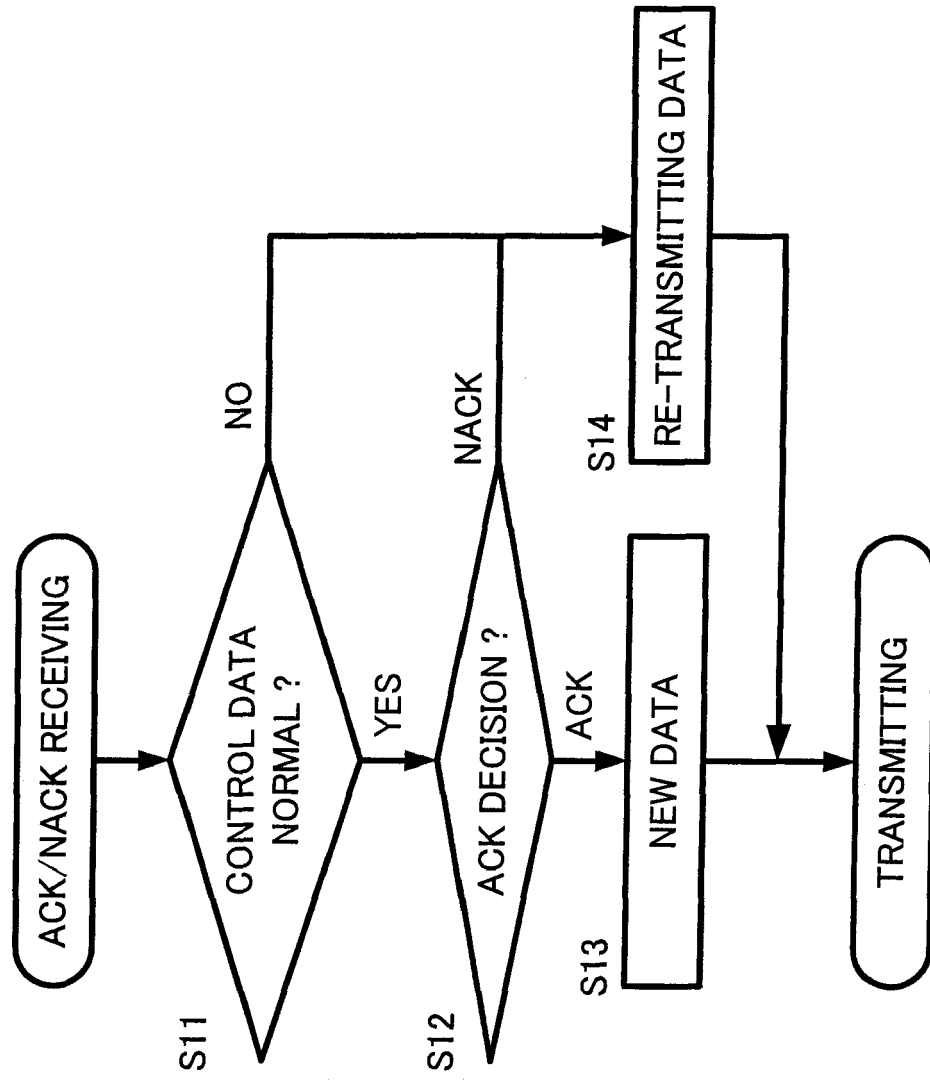 ACK/NACK RECEIVING
S11
CONTROL DATA
NORMAL ?
NO
YES
S12
ACK DECISION ?
NACK
ACK
S13
NEW DATA
S14
RE-TRANSMITTING DATA
TRANSMITTING